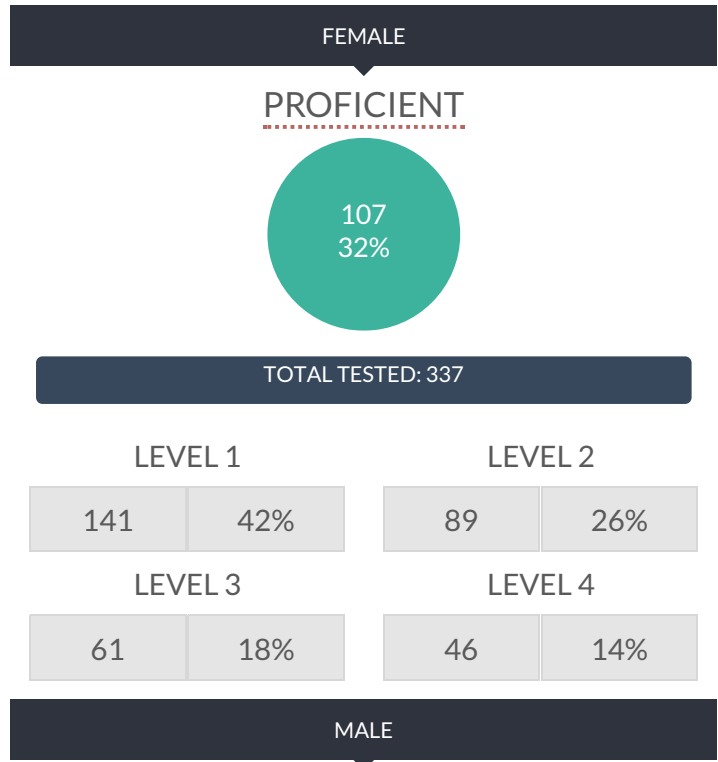 FEMALE
PROFICIENT
107
32%
TOTAL TESTED: 337
LEVEL 1
141 42%
LEVEL 2
89 26%
LEVEL 3
61 18%
LEVEL 4
46 14%
MALE